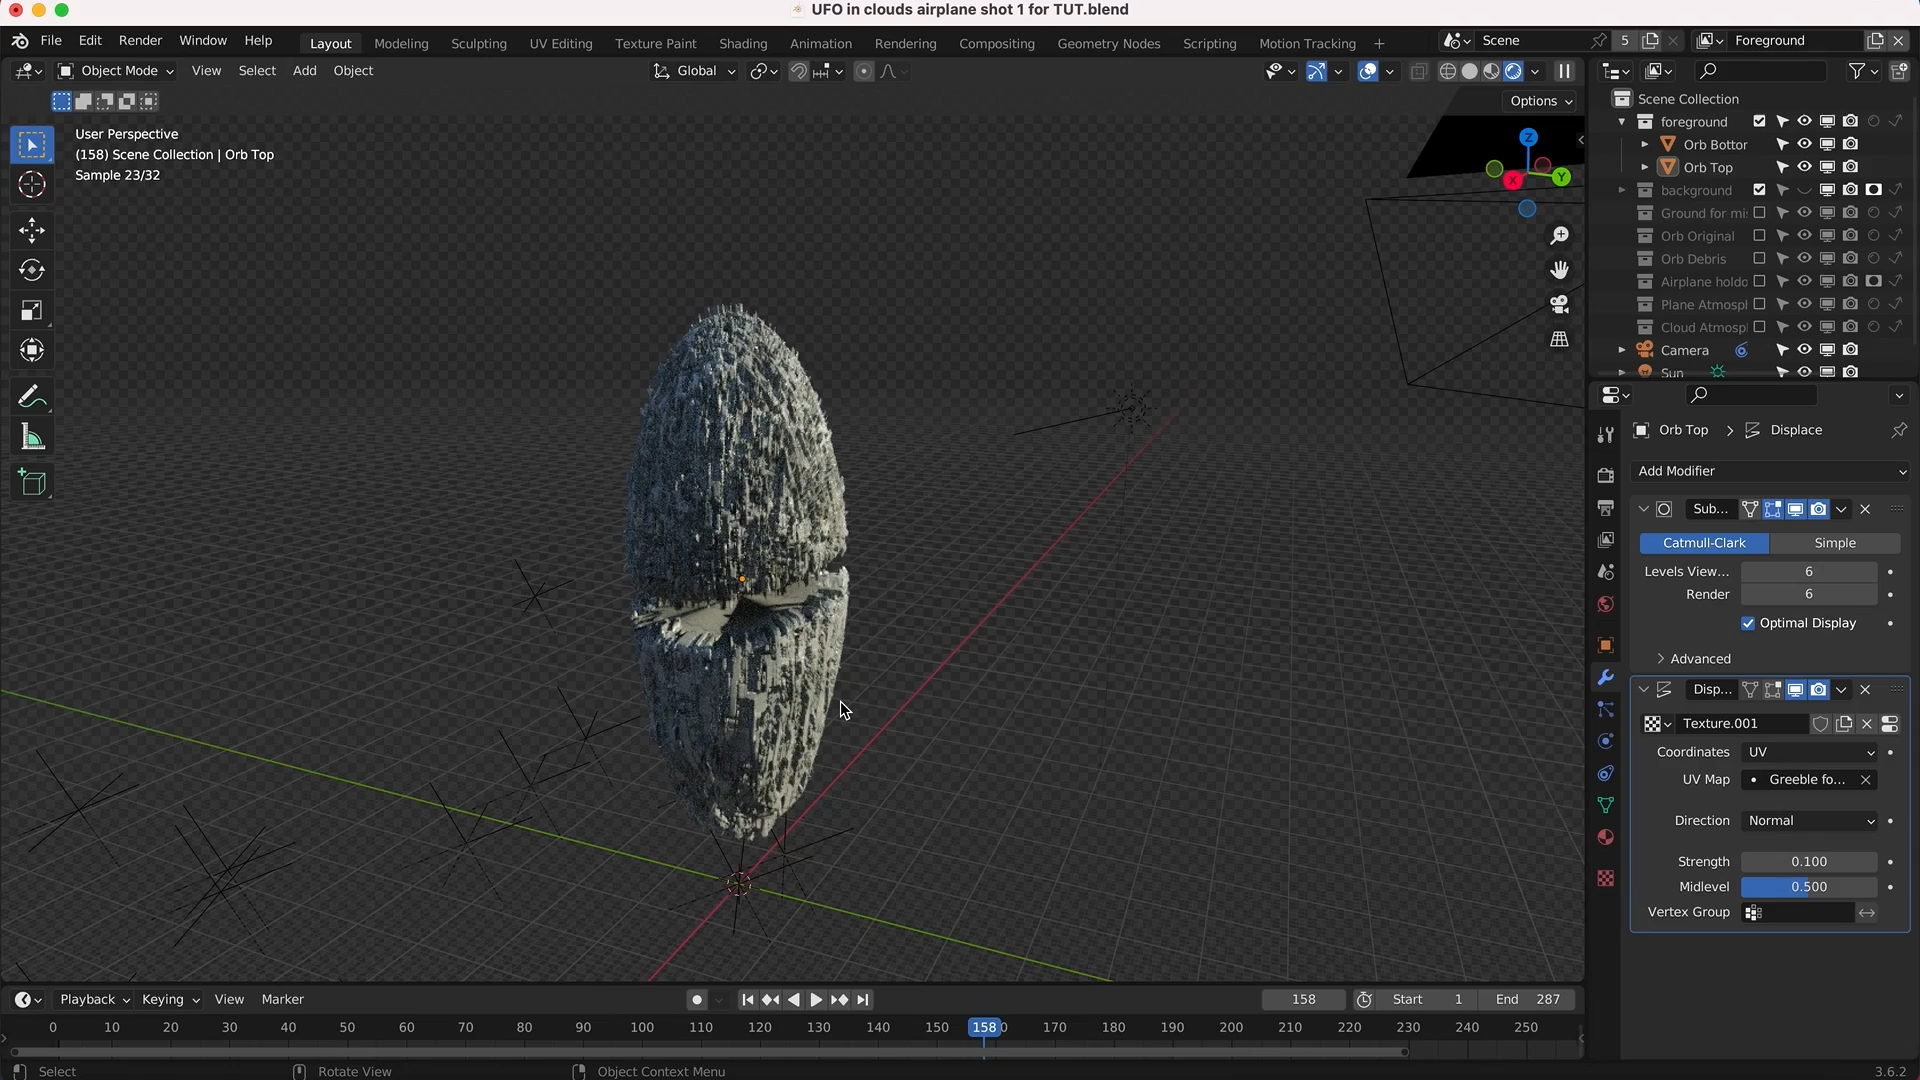 UFO in clouds airplane shot 1 for TUT.blend
File Edit Render Window Help Layout Modeling Sculpting UV Editing Texture Paint Shading Animation Rendering Compositing Geometry Nodes Scripting Motion Tracking + Scene 5 Foreground
Object Mode View Select Add Object Global
Options
User Perspective
(158) Scene Collection | Orb Top
Sample 23/32
Z
X
Y
Scene Collection
foreground
Orb Bottor
Orb Top
background
Ground for mi
Orb Original
Orb Debris
Airplane holdo
Plane Atmospl
Cloud Atmospl
Camera
Sun
Orb Top > Displace
Add Modifier
Sub...
Catmull-Clark Simple
Levels View... 6
Render 6
Optimal Display
Advanced
Disp...
Texture.001
Coordinates UV
UV Map Greeble fo...
Direction Normal
Strength 0.100
Midlevel 0.500
Vertex Group
Playback Keying View Marker 158 Start 1 End 287
0 10 20 30 40 50 60 70 80 90 100 110 120 130 140 150 158 0 170 180 190 200 210 220 230 240 250
Select Rotate View Object Context Menu 3.6.2